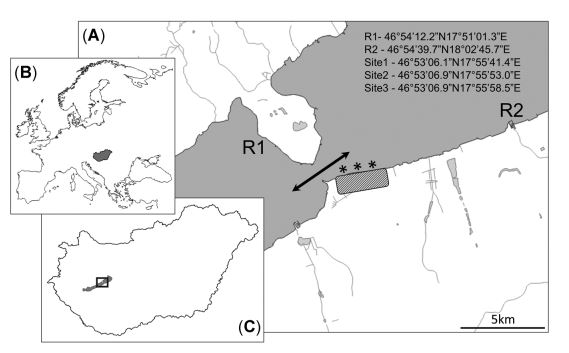 (A)
R1- 46°54′12.2″N17°51′01.3″E
R2 - 46°54′39.7″N18°02′45.7″E
Site1 - 46°53′06.1″N17°55′41.4″E
Site2 - 46°53′06.9″N17°55′53.0″E
Site3 - 46°53′06.9″N17°55′58.5″E
(B)
R2
R1
* * *
(C)
5km